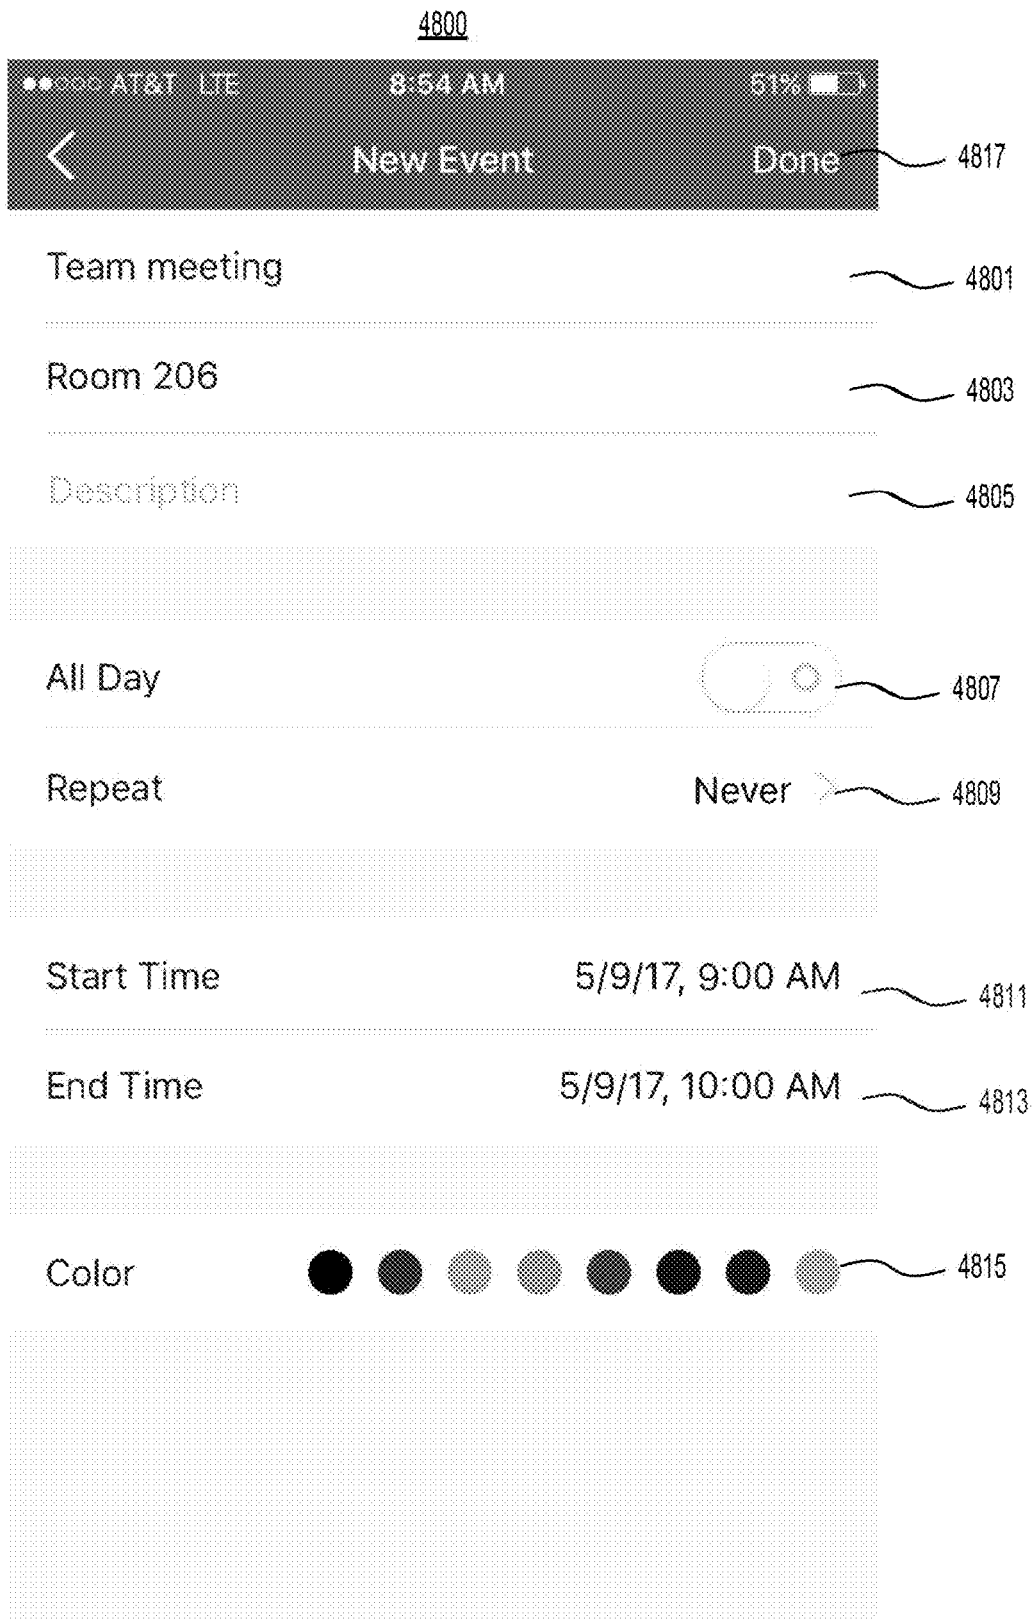 4800
AT&T LTE 8:54 AM 51%
New Event Done 4817
Team meeting 4801
Room 206 4803
Description 4805
All Day 4807
Repeat Never 4809
Start Time 5/9/17, 9:00 AM 4811
End Time 5/9/17, 10:00 AM 4813
Color 4815